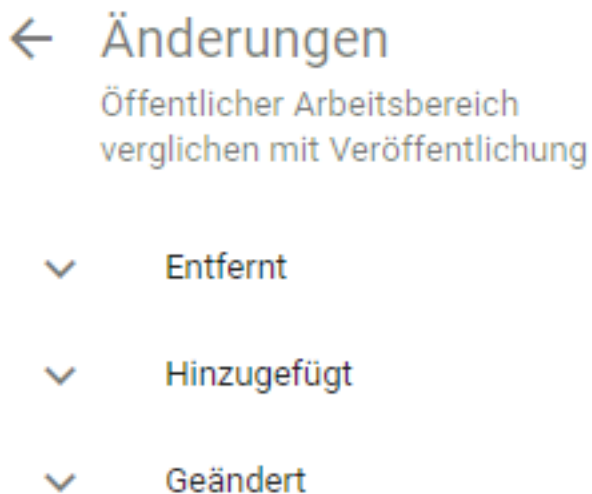 Änderungen
Öffentlicher Arbeitsbereich
verglichen mit Veröffentlichung
Entfernt
Hinzugefügt
Geändert